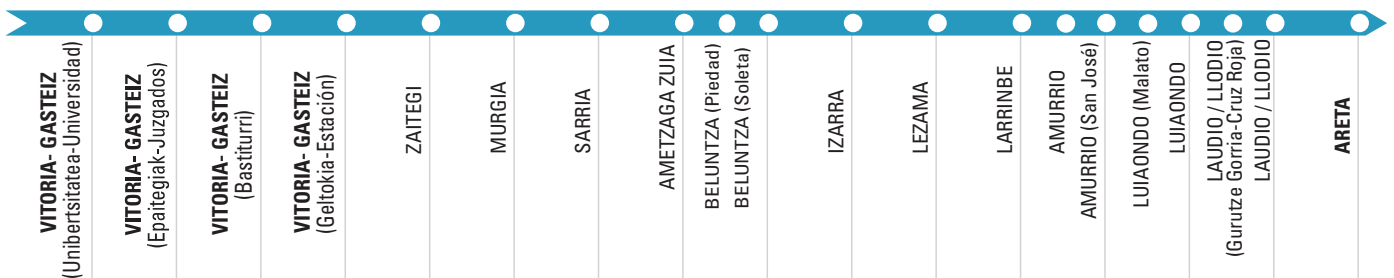 VITORIA- GASTEIZ
(Unibertsitatea-Universidad)
VITORIA- GASTEIZ
(Epaitegiak-Juzgados)
VITORIA- GASTEIZ
(Bastiturri)
VITORIA- GASTEIZ
(Geltokia-Estación)
ZAITEGI
MURGIA
SARRIA
AMETZAGA ZUIA
BELUNTZA (Piedad)
BELUNTZA (Soleta)
IZARRA
LEZAMA
LARRINBE
AMURRIO
AMURRIO (San José)
LUIAONDO (Malato)
LUIAONDO
LAUDIO / LLODIO
(Gurutze Gorria-Cruz Roja)
LAUDIO / LLODIO
ARETA